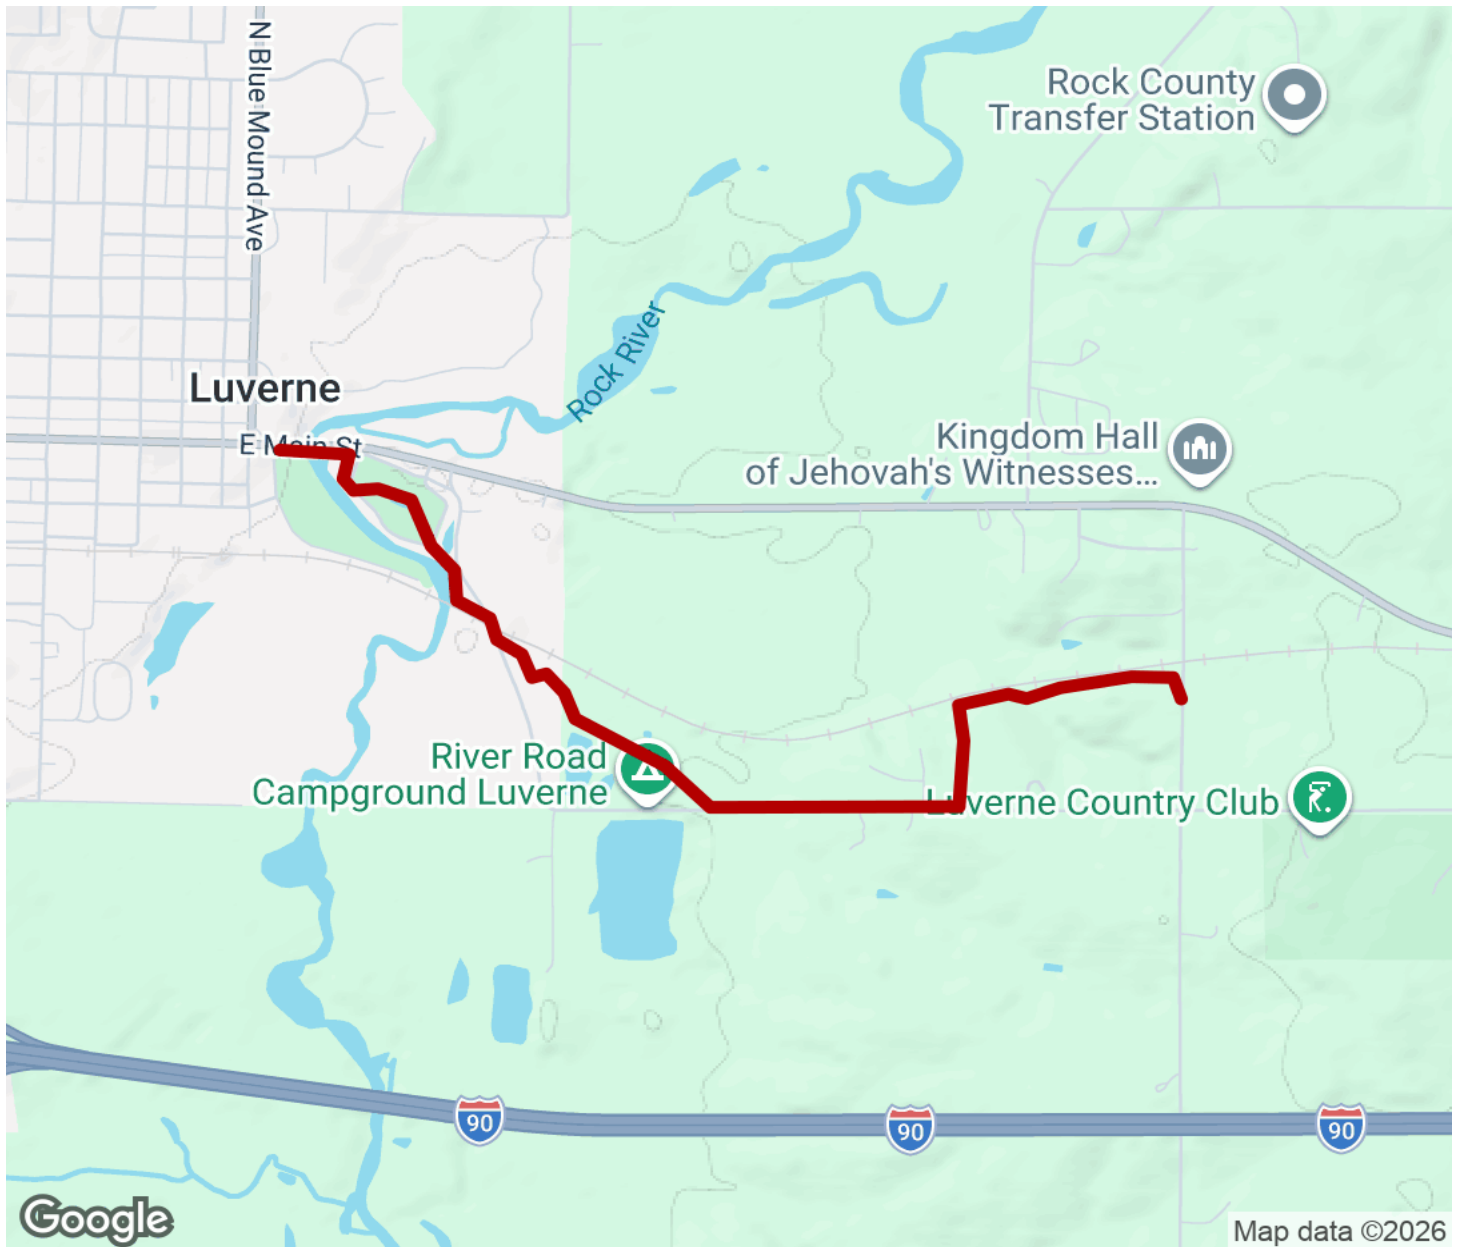 N Blue Mound Ave
Rock County
Transfer Station
Rock River
Luverne
E Main St
Kingdom Hall
of Jehovah's Witnesses...
River Road
Campground Luverne
Luverne Country Club
90
90
90
Google
Map data ©2026